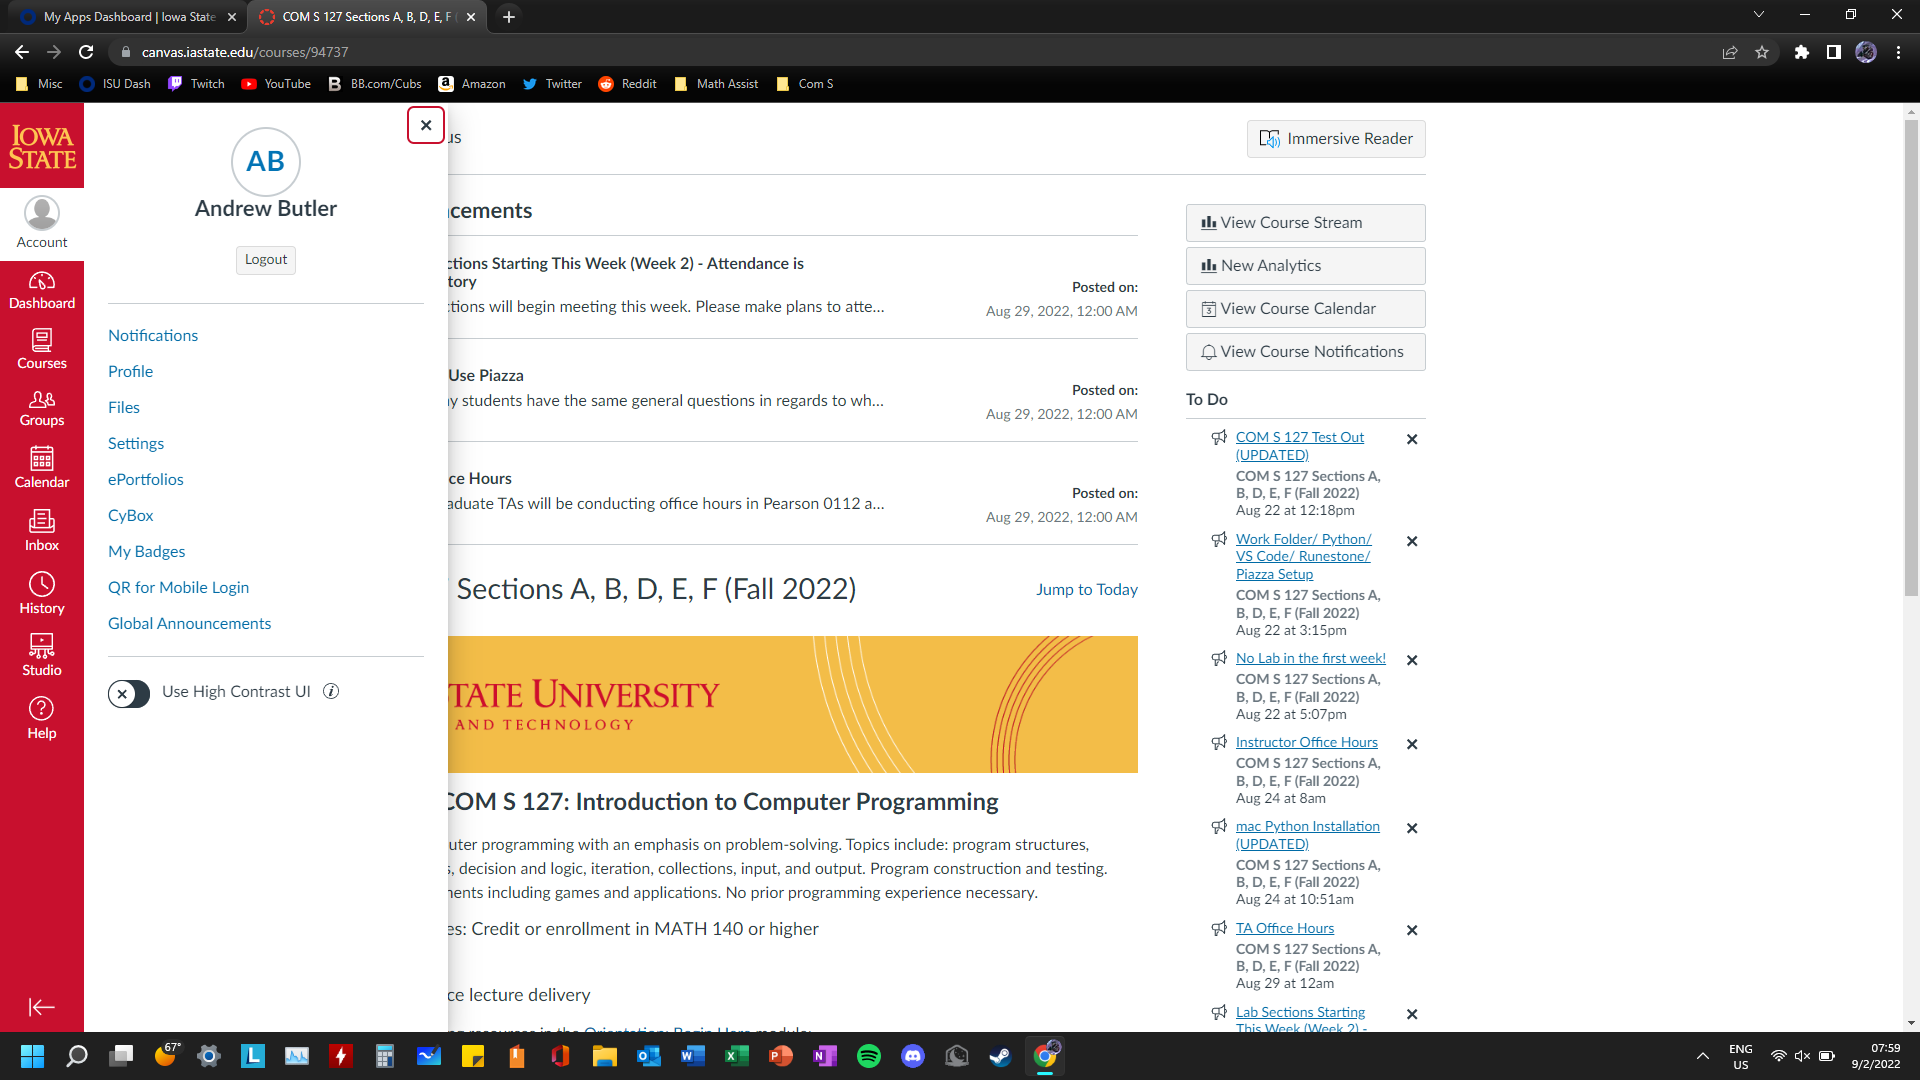 My Apps Dashboard | Iowa State
COM S 127 Sections A, B, D, E, F (
canvas.iastate.edu/courses/94737
Misc
ISU Dash
Twitch
YouTube
BB.com/Cubs
Amazon
Twitter
Reddit
Math Assist
Com S
IOWA
STATE
Account
Dashboard
Courses
Groups
Calendar
Inbox
History
Studio
Help
AB
Andrew Butler
Logout
Notifications
Profile
Files
Settings
ePortfolios
CyBox
My Badges
QR for Mobile Login
Global Announcements
Use High Contrast UI
us
Immersive Reader
cements
ctions Starting This Week (Week 2) - Attendance is
tory
tions will begin meeting this week. Please make plans to atte...
Posted on:
Aug 29, 2022, 12:00 AM
Use Piazza
y students have the same general questions in regards to wh...
Posted on:
Aug 29, 2022, 12:00 AM
ce Hours
aduate TAs will be conducting office hours in Pearson 0112 a...
Posted on:
Aug 29, 2022, 12:00 AM
Sections A, B, D, E, F (Fall 2022)
Jump to Today
TATE UNIVERSITY
AND TECHNOLOGY
COM S 127: Introduction to Computer Programming
uter programming with an emphasis on problem-solving. Topics include: program structures,
s, decision and logic, iteration, collections, input, and output. Program construction and testing.
ents including games and applications. No prior programming experience necessary.
es: Credit or enrollment in MATH 140 or higher
ce lecture delivery
ng resources in the Orientation: Begin Here module:
View Course Stream
New Analytics
View Course Calendar
View Course Notifications
To Do
COM S 127 Test Out
(UPDATED)
COM S 127 Sections A,
B, D, E, F (Fall 2022)
Aug 22 at 12:18pm
Work Folder/ Python/
VS Code/ Runestone/
Piazza Setup
COM S 127 Sections A,
B, D, E, F (Fall 2022)
Aug 22 at 3:15pm
No Lab in the first week!
COM S 127 Sections A,
B, D, E, F (Fall 2022)
Aug 22 at 5:07pm
Instructor Office Hours
COM S 127 Sections A,
B, D, E, F (Fall 2022)
Aug 24 at 8am
mac Python Installation
(UPDATED)
COM S 127 Sections A,
B, D, E, F (Fall 2022)
Aug 24 at 10:51am
TA Office Hours
COM S 127 Sections A,
B, D, E, F (Fall 2022)
Aug 29 at 12am
Lab Sections Starting
This Week (Week 2) -
67°
ENG
US
07:59
9/2/2022